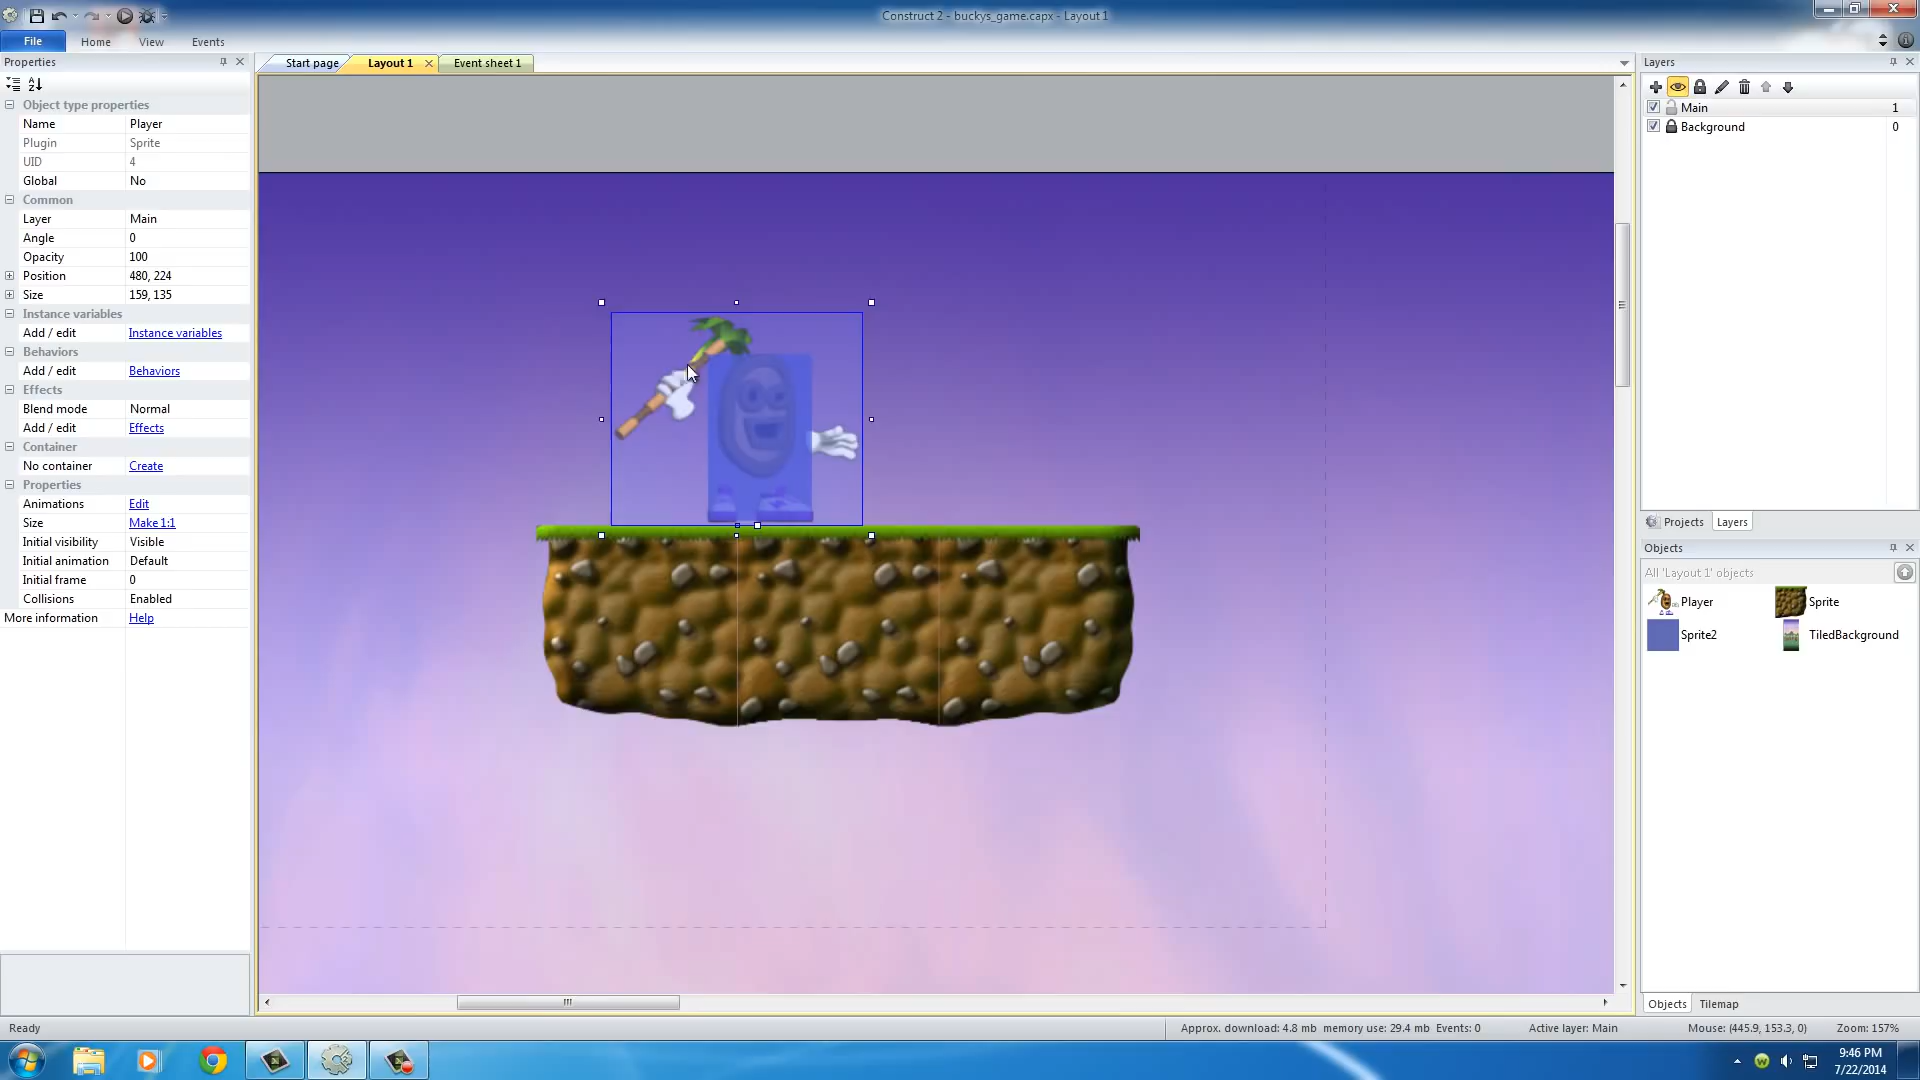 Construct 2 - buckys_game.capx - Layout 1
File Home View Events
Properties
Start page Layout 1 Event sheet 1
Layers
Object type properties
Name Player
Plugin Sprite
UID 4
Global No
Common
Layer Main
Angle 0
Opacity 100
Position 480, 224
Size 159, 135
Instance variables
Add / edit Instance variables
Behaviors
Add / edit Behaviors
Effects
Blend mode Normal
Add / edit Effects
Container
No container Create
Properties
Animations Edit
Size Make 1:1
Initial visibility Visible
Initial animation Default
Initial frame 0
Collisions Enabled
More information Help
Main 1
Background 0
Projects Layers
Objects
All 'Layout 1' objects
Player Sprite
Sprite2 TiledBackground
Objects Tilemap
Ready
Approx. download: 4.8 mb memory use: 29.4 mb Events: 0 Active layer: Main Mouse: (445.9, 153.3, 0) Zoom: 157%
9:46 PM
7/22/2014